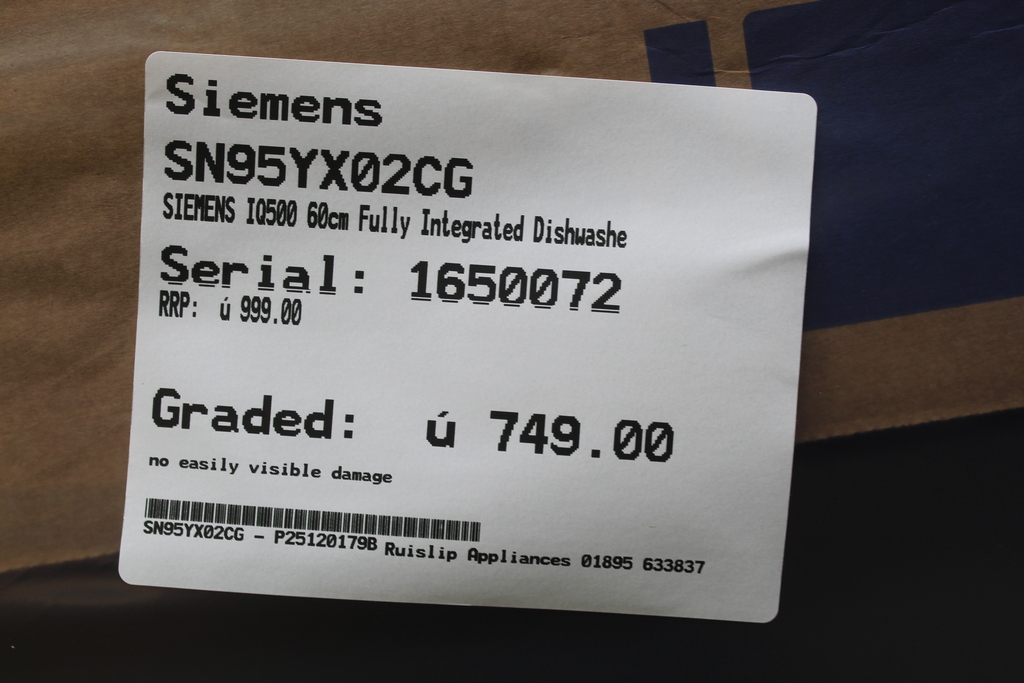 Siemens
SN95YX02CG
SIEMENS IQ500 60cm Fully Integrated Dishwashe
Serial: 1650072
RRP: ú 999.00
Graded: ú 749.00
no easily visible damage
SN95YX02CG - P25120179B Ruislip Appliances 01895 633837